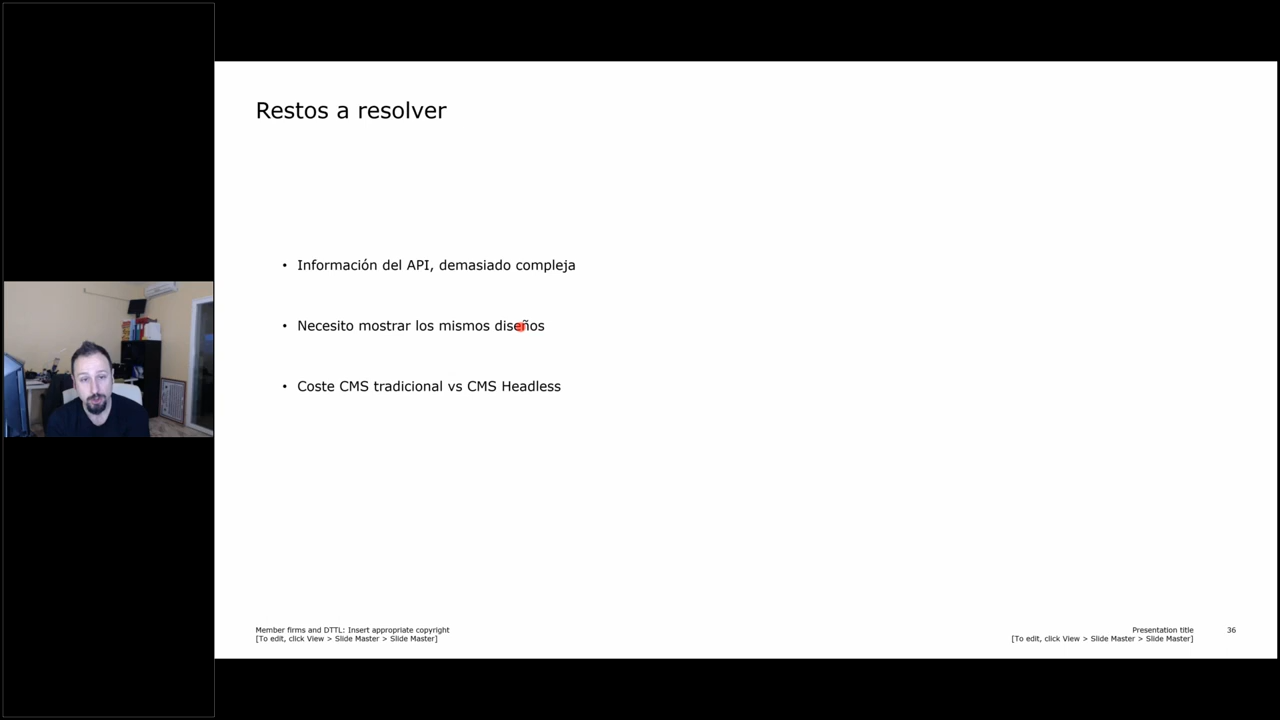 Restos a resolver
• Información del API, demasiado compleja
• Necesito mostrar los mismos diseños
• Coste CMS tradicional vs CMS Headless
Member firms and DTTL: Insert appropriate copyright
[To edit, click View > Slide Master > Slide Master]
Presentation title
[To edit, click View > Slide Master > Slide Master]
36